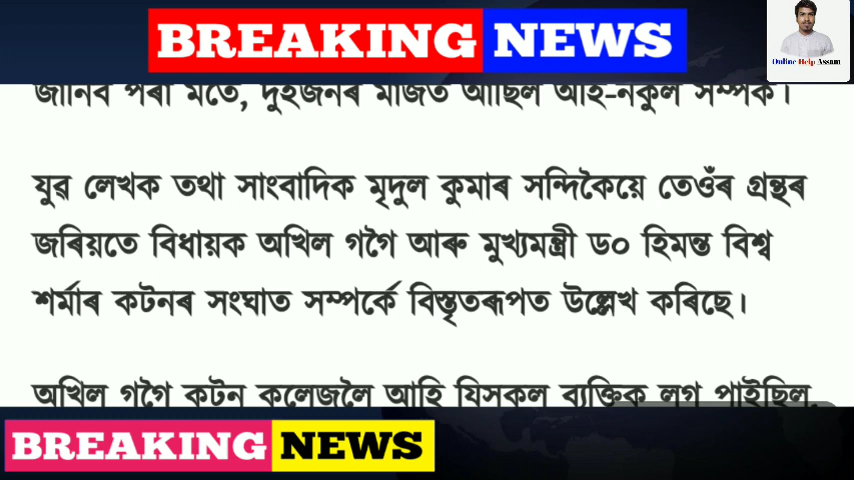 BREAKING NEWS
Online Help Assam
জানিব পৰা মতে, দুইজনৰ মাজত আছিল অহি-নকুল সম্পৰ্ক।
যুৱ লেখক তথা সাংবাদিক মৃদুল কুমাৰ সন্দিকৈয়ে তেওঁৰ গ্ৰন্থৰ
জৰিয়তে বিধায়ক অখিল গগৈ আৰু মুখ্যমন্ত্ৰী ড০ হিমন্ত বিশ্ব
শৰ্মাৰ কটনৰ সংঘাত সম্পৰ্কে বিস্তৃতৰূপত উল্লেখ কৰিছে।
অখিল গগৈ কটন কলেজলৈ আহি যিসকল ব্যক্তিক লগ পাইছিল,
BREAKING NEWS